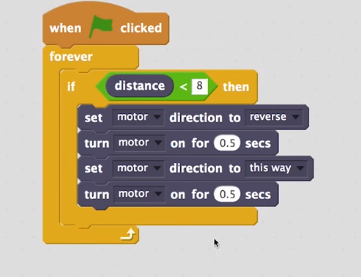 when clicked
forever
if distance < 8 then
set motor direction to reverse
turn motor on for 0.5 secs
set motor direction to this way
turn motor on for 0.5 secs